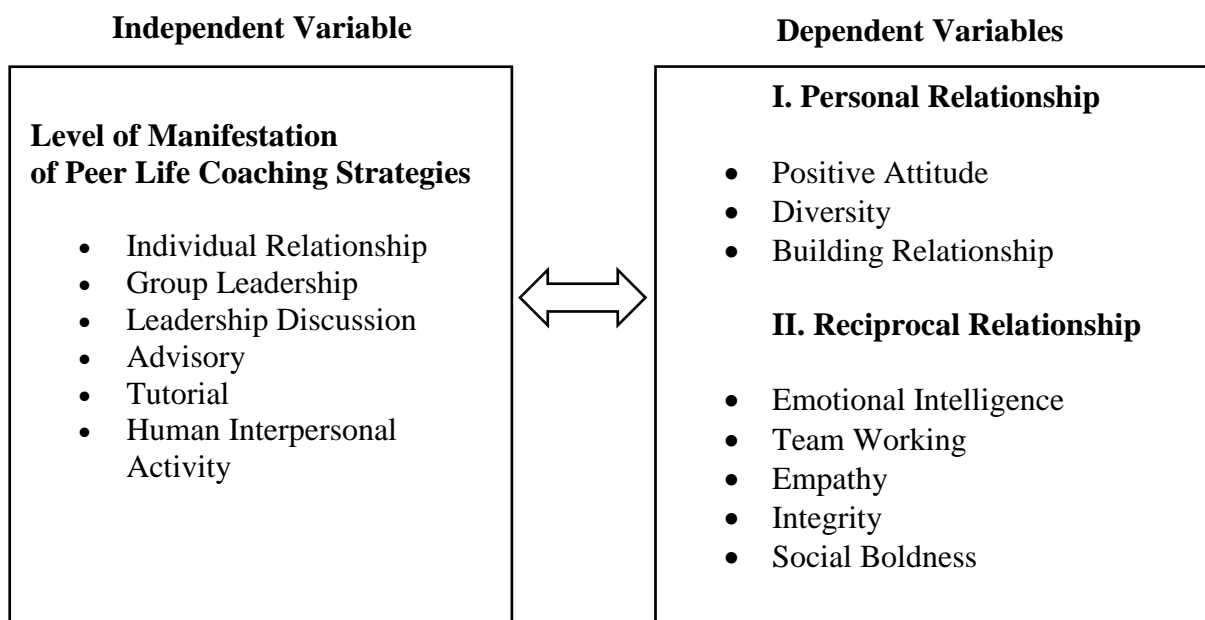 Independent Variable
Level of Manifestation
of Peer Life Coaching Strategies
• Individual Relationship
• Group Leadership
• Leadership Discussion
• Advisory
• Tutorial
• Human Interpersonal
Activity
Dependent Variables
I. Personal Relationship
• Positive Attitude
• Diversity
• Building Relationship
II. Reciprocal Relationship
• Emotional Intelligence
• Team Working
• Empathy
• Integrity
• Social Boldness